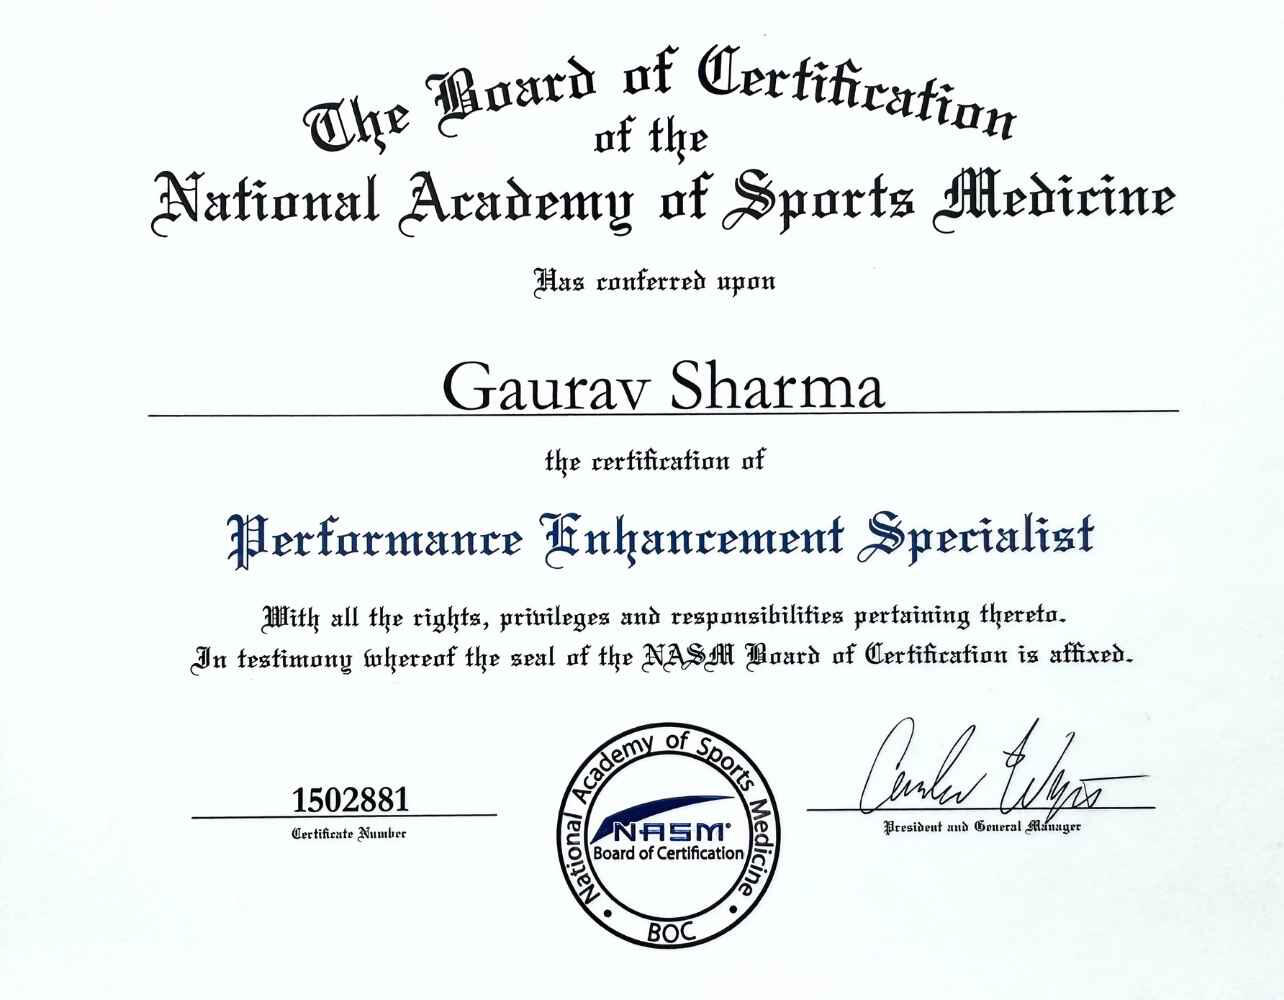 The Board of Certification
of the
National Academy of Sports Medicine
Has conferred upon
Gaurav Sharma
the certification of
Performance Enhancement Specialist
With all the rights, privileges and responsibilities pertaining thereto.
In testimony whereof the seal of the NASM Board of Certification is affixed.
1502881
Certificate Number
National Academy of Sports Medicine
NASM
Board of Certification
• BOC •
President and General Manager